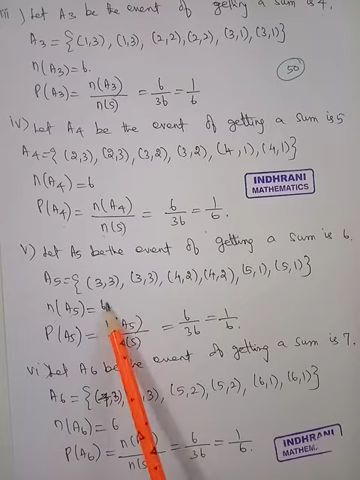 iii) Let A3 be the event of getting a sum is 4.
A3 = {(1,3), (1,3), (2,2), (2,2), (3,1), (3,1)}
n(A3) = 6.
50
P(A3) = n(A3)/n(S) = 6/36 = 1/6
iv) Let A4 be the event of getting a sum is 5
A4 = {(2,3), (2,3), (3,2), (3,2), (4,1), (4,1)}
n(A4) = 6
INDHRANI
MATHEMATICS
P(A4) = n(A4)/n(S) = 6/36 = 1/6.
v) Let A5 be the event of getting a sum is 6.
A5 = {(3,3), (3,3), (4,2), (4,2), (5,1), (5,1)}
n(A5) = 6
P(A5) = A5)/n(S) = 6/36 = 1/6.
vi) Let A6 be the event of getting a sum is 7.
A6 = {(4,3), ,3), (5,2), (5,2), (6,1), (6,1)}
n(A6) = 6
P(A6) = n(A /n(S = 6/36 = 1/6.
INDHRANI
MATHEM